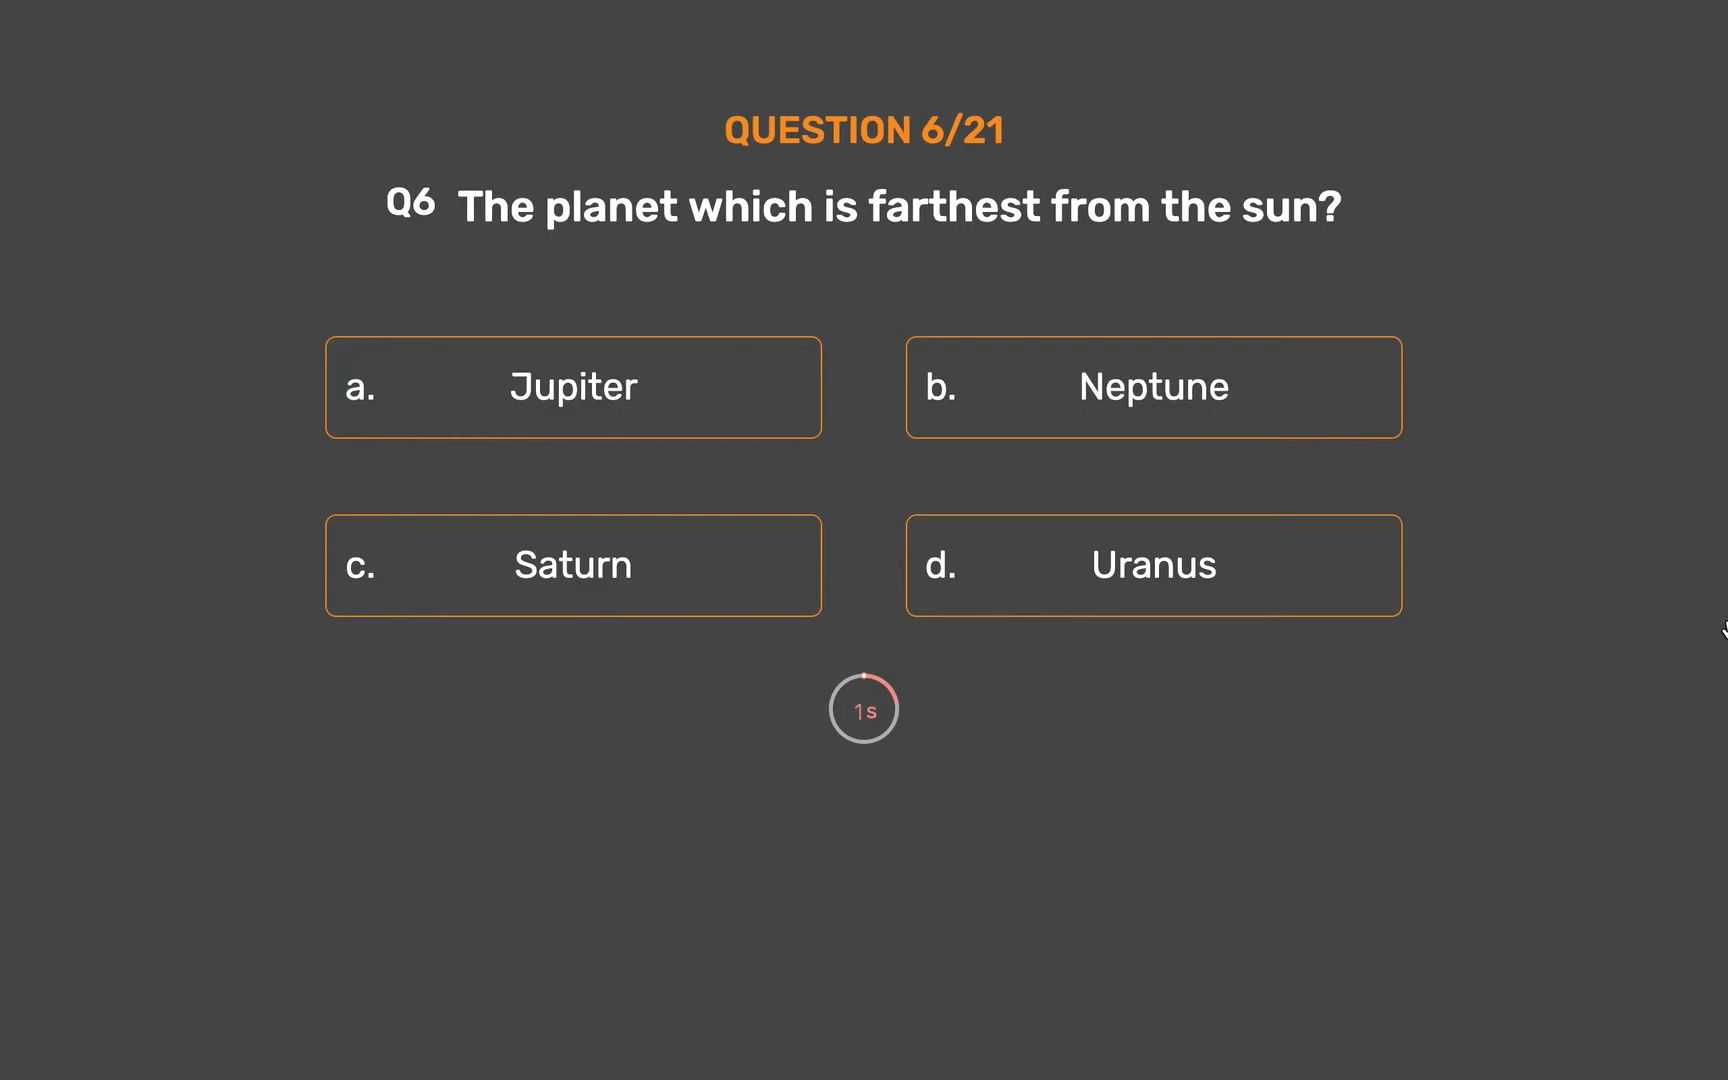 QUESTION 6/21
Q6 The planet which is farthest from the sun?
a. Jupiter
b. Neptune
c. Saturn
d. Uranus
1s